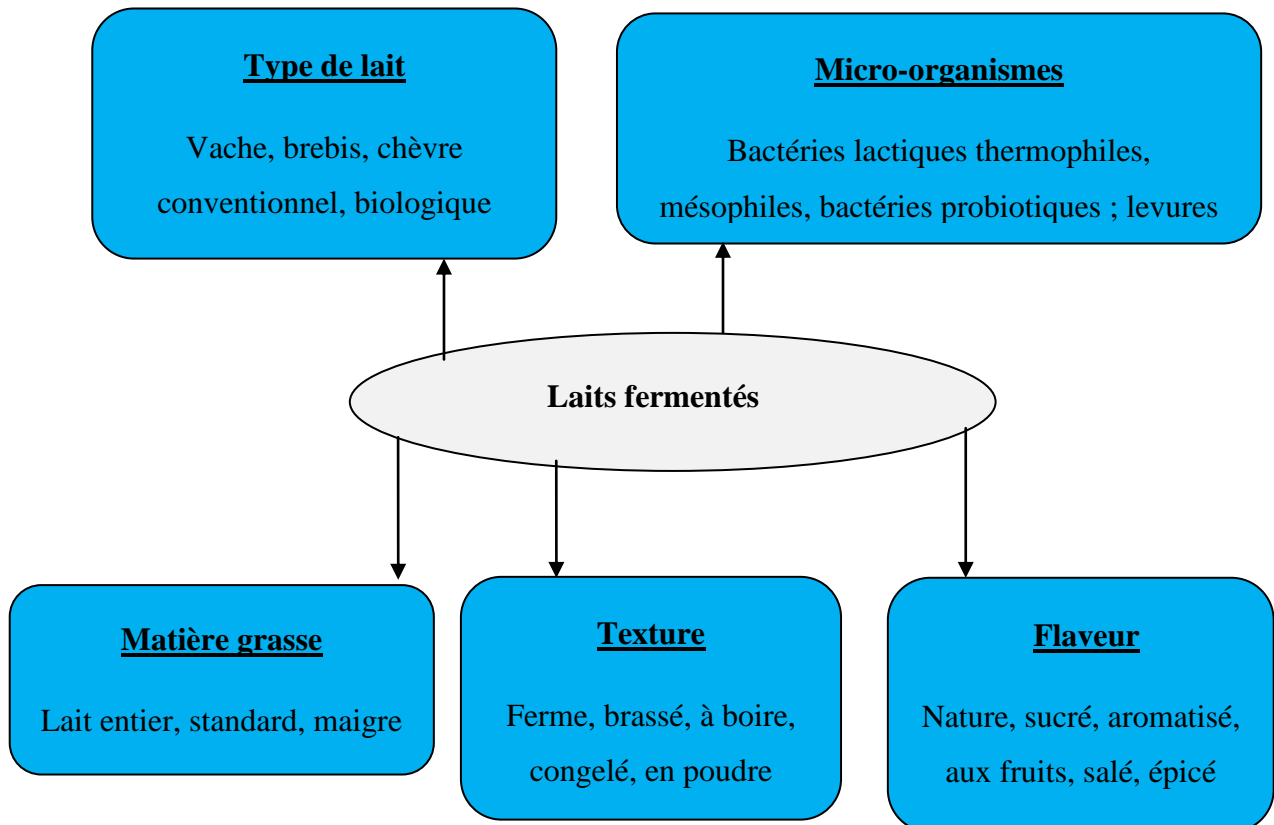 Type de lait
Vache, brebis, chèvre
conventionnel, biologique
Micro-organismes
Bactéries lactiques thermophiles,
mésophiles, bactéries probiotiques ; levures
Laits fermentés
Matière grasse
Lait entier, standard, maigre
Texture
Ferme, brassé, à boire,
congelé, en poudre
Flaveur
Nature, sucré, aromatisé,
aux fruits, salé, épicé